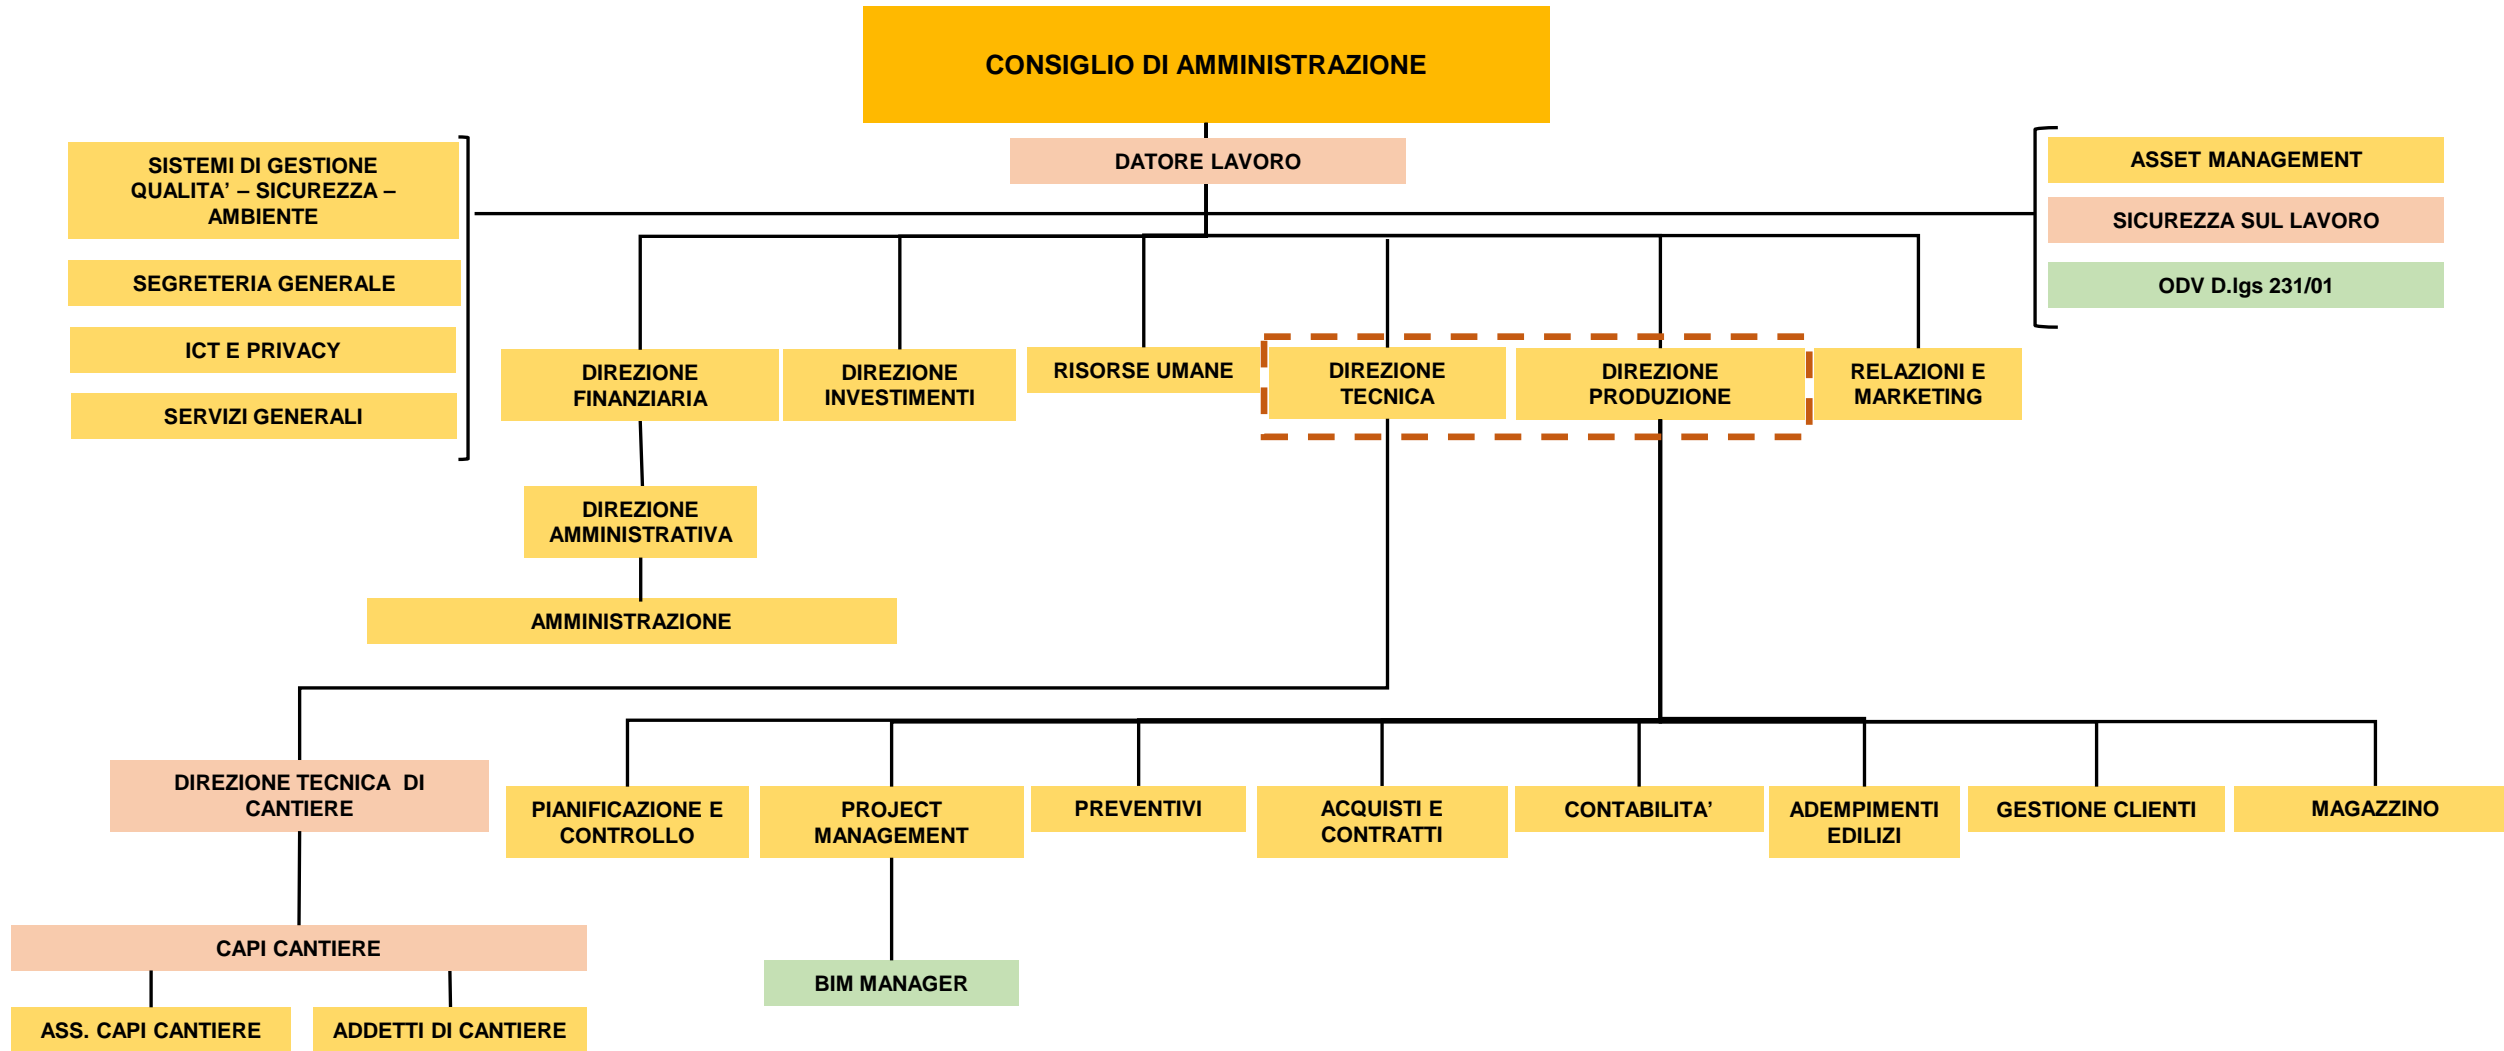 CONSIGLIO DI AMMINISTRAZIONE
DATORE LAVORO
SISTEMI DI GESTIONE
QUALITA’ – SICUREZZA –
AMBIENTE
SEGRETERIA GENERALE
ICT E PRIVACY
SERVIZI GENERALI
ASSET MANAGEMENT
SICUREZZA SUL LAVORO
ODV D.lgs 231/01
DIREZIONE
FINANZIARIA
DIREZIONE
INVESTIMENTI
RISORSE UMANE
DIREZIONE
TECNICA
DIREZIONE
PRODUZIONE
RELAZIONI E
MARKETING
DIREZIONE
AMMINISTRATIVA
AMMINISTRAZIONE
DIREZIONE TECNICA DI
CANTIERE
PIANIFICAZIONE E
CONTROLLO
PROJECT
MANAGEMENT
PREVENTIVI
ACQUISTI E
CONTRATTI
CONTABILITA’
ADEMPIMENTI
EDILIZI
GESTIONE CLIENTI
MAGAZZINO
CAPI CANTIERE
BIM MANAGER
ASS. CAPI CANTIERE
ADDETTI DI CANTIERE